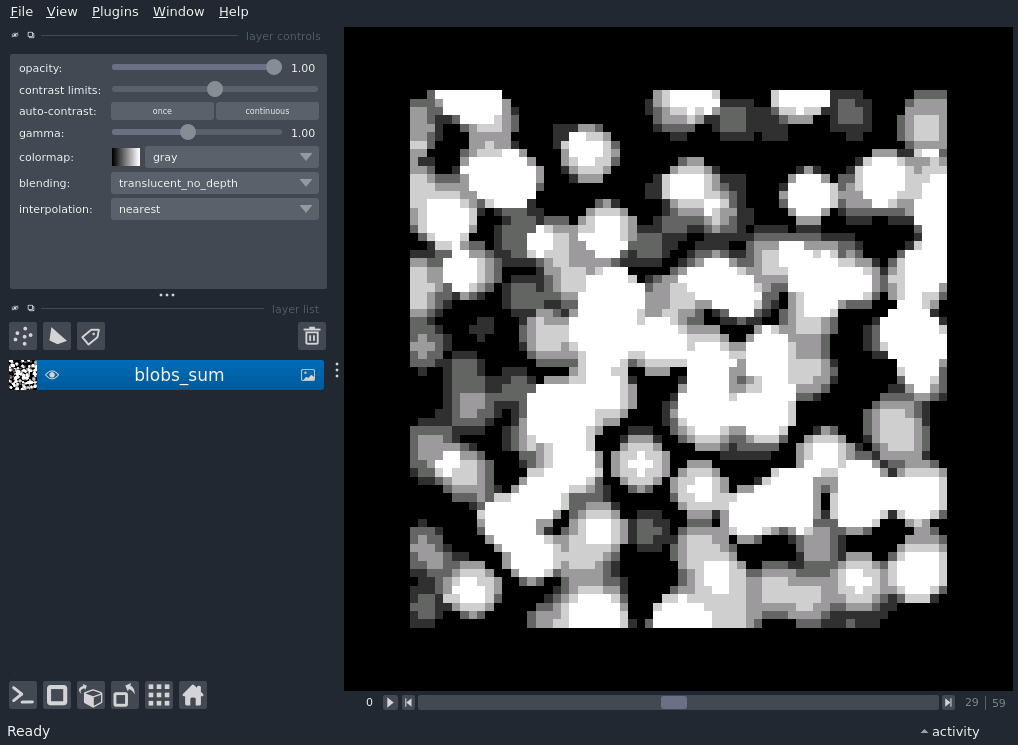 File View Plugins Window Help
layer controls
opacity: 1.00
contrast limits:
auto-contrast: once continuous
gamma: 1.00
colormap: gray
blending: translucent_no_depth
interpolation: nearest
layer list
blobs_sum
0 29 59
Ready activity